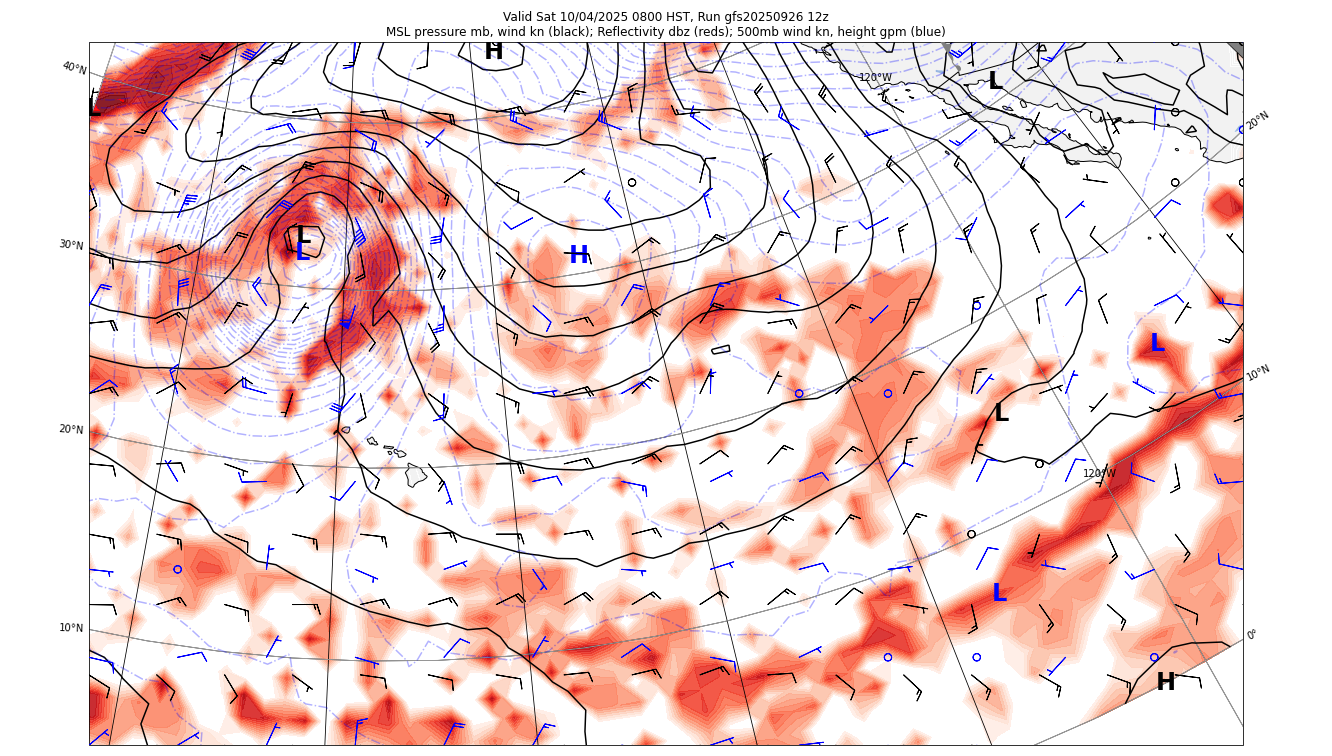 Valid Sat 10/04/2025 0800 HST, Run gfs20250926 12z
MSL pressure mb, wind kn (black); Reflectivity dbz (reds); 500mb wind kn, height gpm (blue)
H
40°N
120°W
L
L
20°N
L
30°N
L
H
L
10°N
L
20°N
120°W
L
10°N
0°
H